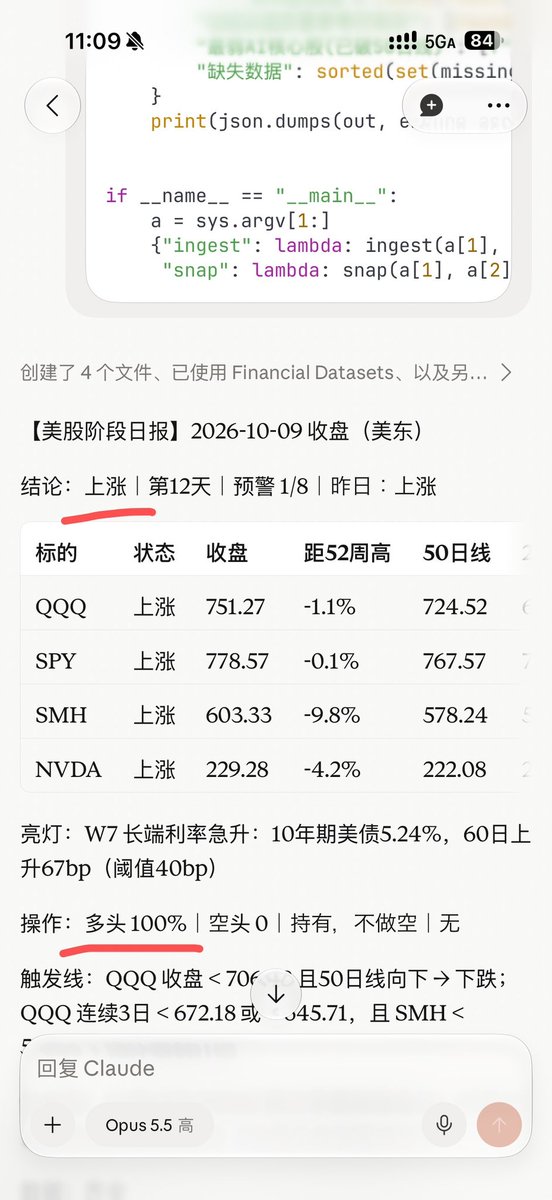 11:09
5GA 84
"缺失数据": sorted(set(missing
}
print(json.dumps(out,
if __name__ == "__main__":
a = sys.argv[1:]
{"ingest": lambda: ingest(a[1],
"snap": lambda: snap(a[1], a[2]
创建了 4 个文件、已使用 Financial Datasets、以及另...
【美股阶段日报】2026-10-09 收盘（美东）
结论：上涨｜第12天｜预警 1/8｜昨日：上涨
标的 状态 收盘 距52周高 50日线
QQQ 上涨 751.27 -1.1% 724.52
SPY 上涨 778.57 -0.1% 767.57
SMH 上涨 603.33 -9.8% 578.24
NVDA 上涨 229.28 -4.2% 222.08
亮灯：W7 长端利率急升：10年期美债5.24%，60日上
升67bp（阈值40bp）
操作：多头 100%｜空头 0｜持有，不做空｜无
触发线：QQQ 收盘 < 且50日线向下 → 下跌；
QQQ 连续3日 < 672.18 或 且 SMH <
回复 Claude
Opus 5.5 高